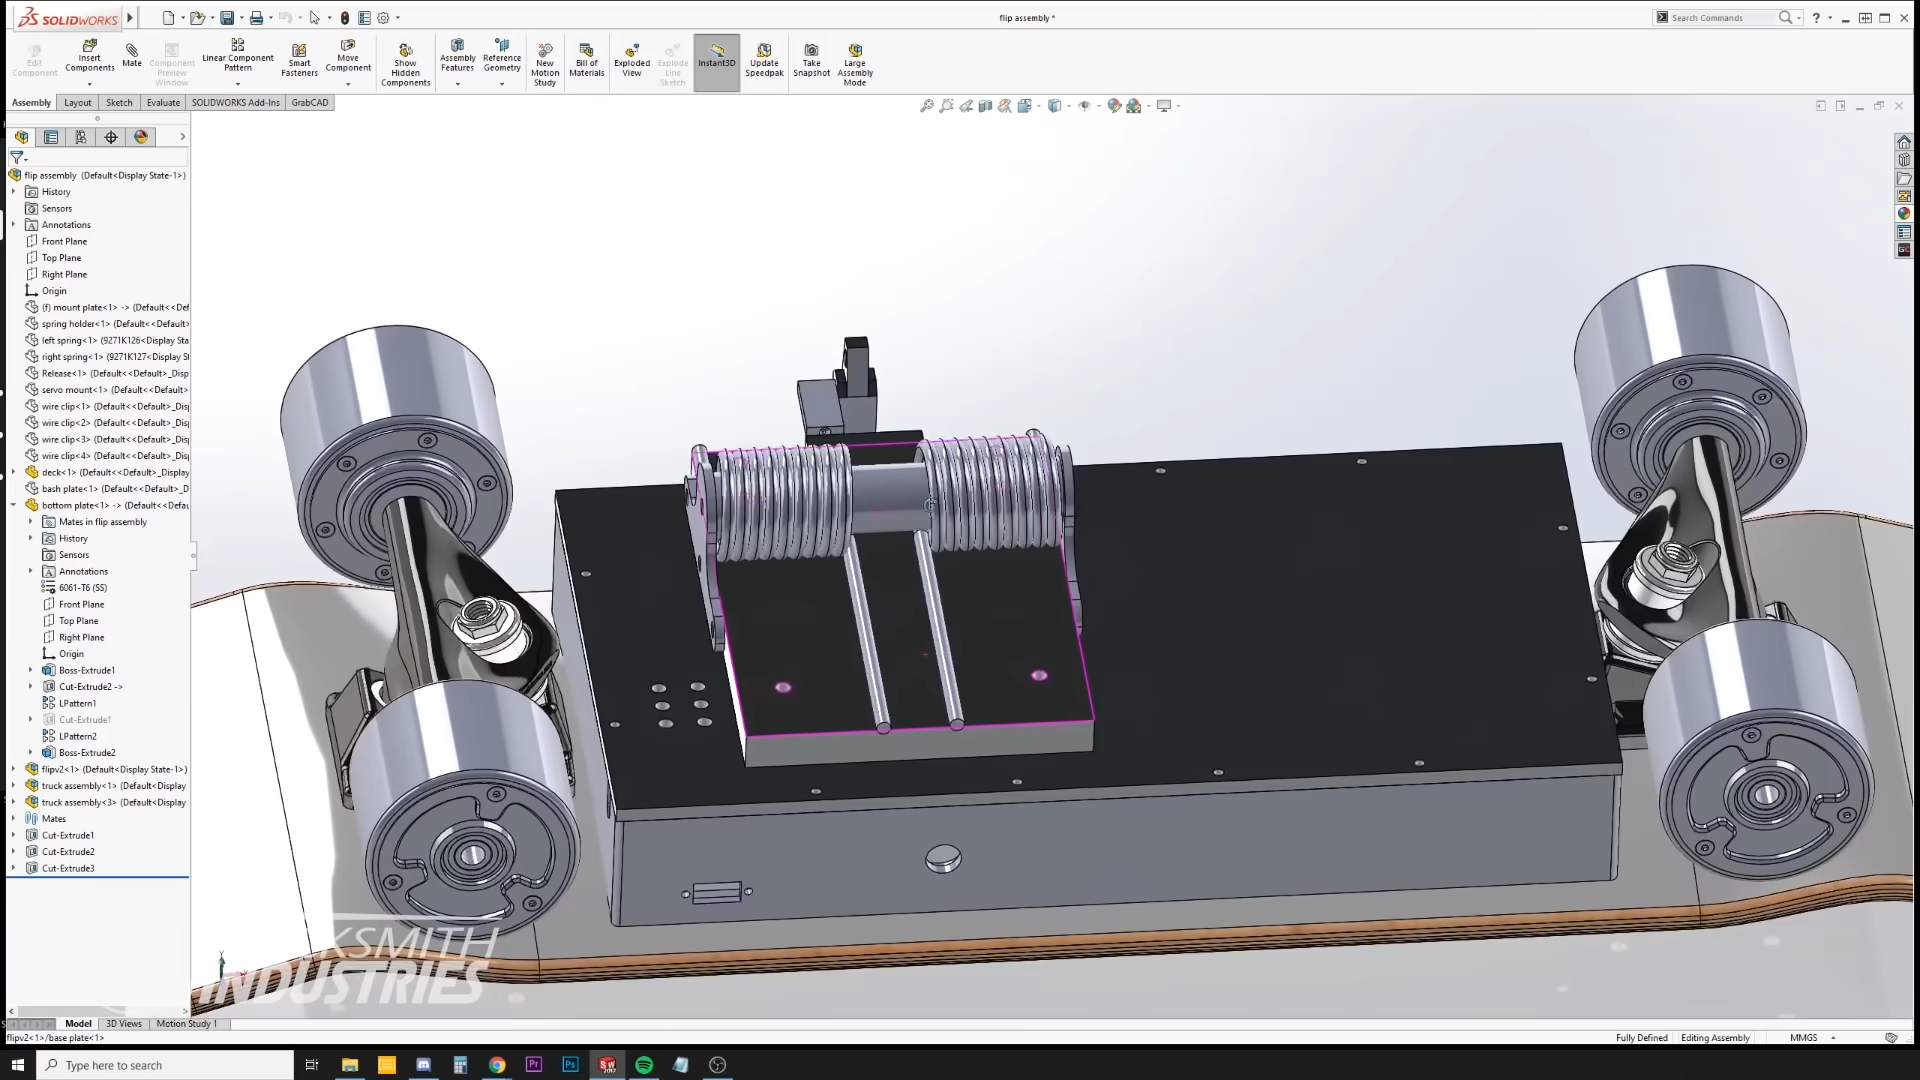 SOLIDWORKS
flip assembly *
Search Commands
Edit Component
Insert Components
Mate
Component Preview Window
Linear Component Pattern
Smart Fasteners
Move Component
Show Hidden Components
Assembly Features
Reference Geometry
New Motion Study
Bill of Materials
Exploded View
Explode Line Sketch
Instant3D
Update Speedpak
Take Snapshot
Large Assembly Mode
Assembly Layout Sketch Evaluate SOLIDWORKS Add-Ins GrabCAD
flip assembly (Default<Display State-1>)
History
Sensors
Annotations
Front Plane
Top Plane
Right Plane
Origin
(f) mount plate<1> -> (Default<<Def
spring holder<1> (Default<<Default>
left spring<1> (9271K126<Display Sta
right spring<1> (9271K127<Display St
Release<1> (Default<<Default>_Disp
servo mount<1> (Default<<Default>
wire clip<1> (Default<<Default>_Disp
wire clip<2> (Default<<Default>_Disp
wire clip<3> (Default<<Default>_Disp
wire clip<4> (Default<<Default>_Disp
deck<1> (Default<Default_Display
bash plate<1> (Default<<Default>_D
bottom plate<1> -> (Default<<Defau
Mates in flip assembly
History
Sensors
Annotations
6061-T6 (SS)
Front Plane
Top Plane
Right Plane
Origin
Boss-Extrude1
Cut-Extrude2 ->
LPattern1
Cut-Extrude1
LPattern2
Boss-Extrude2
flipv2<1> (Default<Display State-1>)
truck assembly<1> (Default<Display
truck assembly<3> (Default<Display
Mates
Cut-Extrude1
Cut-Extrude2
Cut-Extrude3
KSMITH
INDUSTRIES
Model 3D Views Motion Study 1
flipv2<1>/base plate<1>
Fully Defined Editing Assembly MMGS
Type here to search
Pr Ps SW 2017